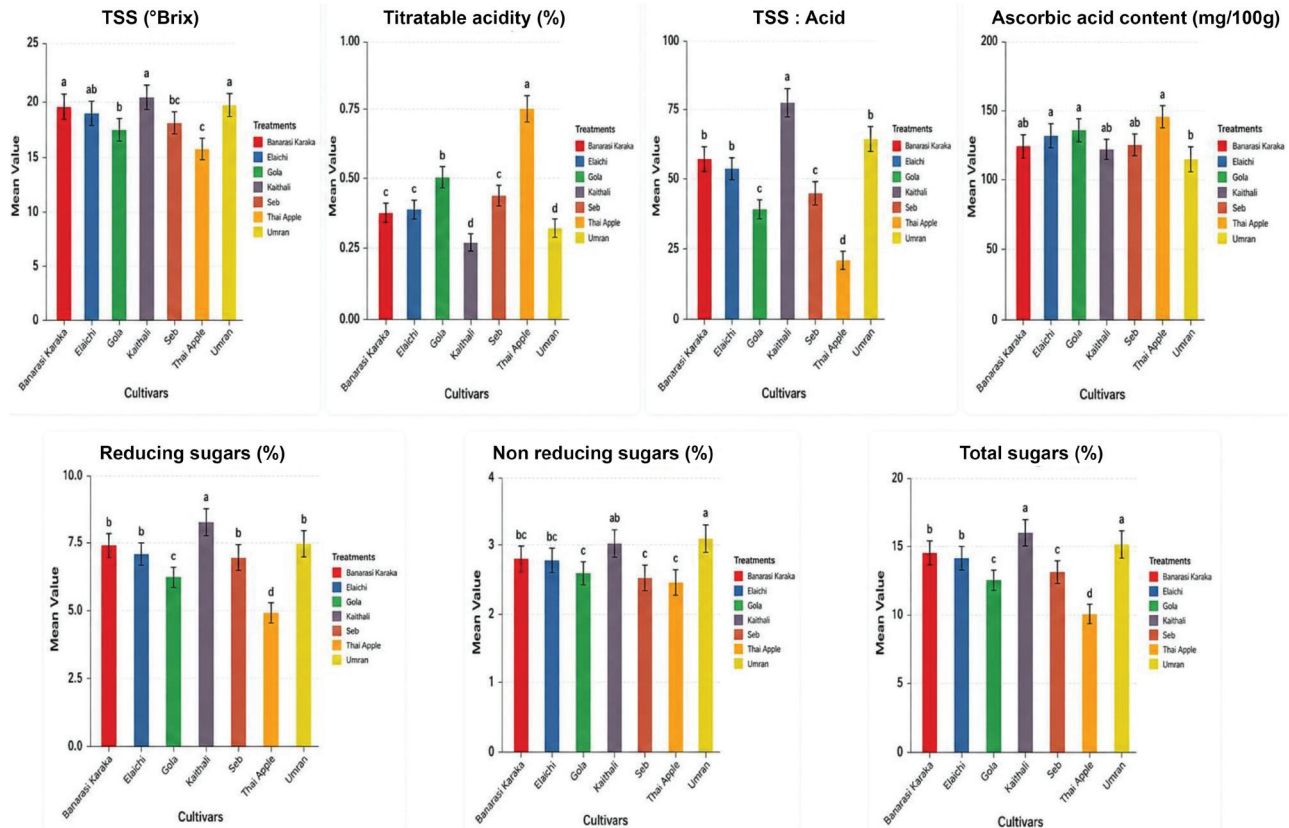 TSS (°Brix)
Mean Value
25
20
15
10
5
0
a
ab
b
a
bc
c
a
Banarasi Karaka
Elaichi
Gola
Kaithali
Seb
Thai Apple
Umran
Cultivars
Treatments
Banarasi Karaka
Elaichi
Gola
Kaithali
Seb
Thai Apple
Umran
Titratable acidity (%)
Mean Value
1.00
0.75
0.50
0.25
0.00
c
c
b
d
c
a
d
Banarasi Karaka
Elaichi
Gola
Kaithali
Seb
Thai Apple
Umran
Cultivars
Treatments
Banarasi Karaka
Elaichi
Gola
Kaithali
Seb
Thai Apple
Umran
TSS : Acid
Mean Value
100
75
50
25
0
b
b
c
a
c
d
b
Banarasi Karaka
Elaichi
Gola
Kaithali
Seb
Thai Apple
Umran
Cultivars
Treatments
Banarasi Karaka
Elaichi
Gola
Kaithali
Seb
Thai Apple
Umran
Ascorbic acid content (mg/100g)
Mean Value
200
150
100
50
0
ab
a
a
ab
ab
a
b
Banarasi Karaka
Elaichi
Gola
Kaithali
Seb
Thai Apple
Umran
Cultivars
Treatments
Banarasi Karaka
Elaichi
Gola
Kaithali
Seb
Thai Apple
Umran
Reducing sugars (%)
Mean Value
10.0
7.5
5.0
2.5
0.0
b
b
c
a
b
d
b
Banarasi Karaka
Elaichi
Gola
Kaithali
Seb
Thai Apple
Umran
Cultivars
Treatments
Banarasi Karaka
Elaichi
Gola
Kaithali
Seb
Thai Apple
Umran
Non reducing sugars (%)
Mean Value
4
3
2
1
0
bc
bc
c
ab
c
c
a
Banarasi Karaka
Elaichi
Gola
Kaithali
Seb
Thai Apple
Umran
Cultivars
Treatments
Banarasi Karaka
Elaichi
Gola
Kaithali
Seb
Thai Apple
Umran
Total sugars (%)
Mean Value
20
15
10
5
0
b
b
c
a
c
d
a
Banarasi Karaka
Elaichi
Gola
Kaithali
Seb
Thai Apple
Umran
Cultivars
Treatments
Banarasi Karaka
Elaichi
Gola
Kaithali
Seb
Thai Apple
Umran